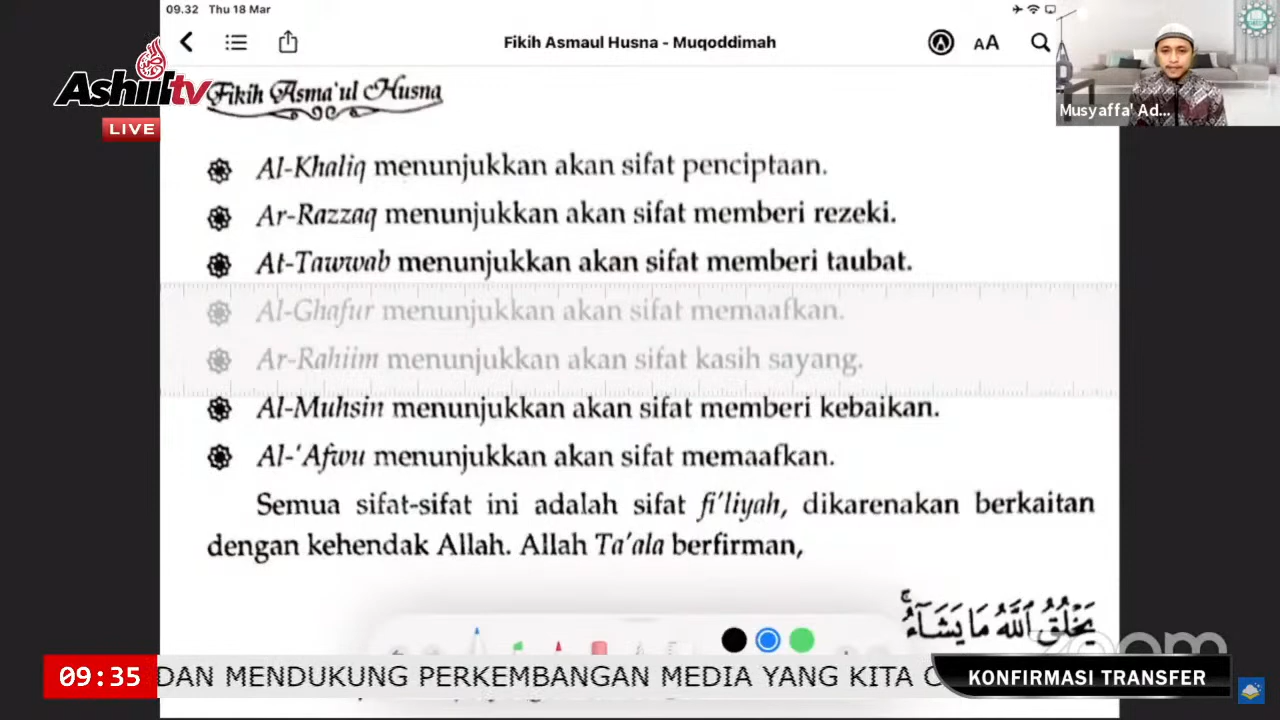 09.32 Thu 18 Mar
Fikih Asmaul Husna - Muqoddimah
AA
Ashiil tv
LIVE
Musyaffa' Ad...
Fikih Asma'ul Husna
Al-Khaliq menunjukkan akan sifat penciptaan.
Ar-Razzaq menunjukkan akan sifat memberi rezeki.
At-Tawwab menunjukkan akan sifat memberi taubat.
Al-Ghafur menunjukkan akan sifat memaafkan.
Ar-Rahiim menunjukkan akan sifat kasih sayang.
Al-Muhsin menunjukkan akan sifat memberi kebaikan.
Al-'Afwu menunjukkan akan sifat memaafkan.
Semua sifat-sifat ini adalah sifat fi'liyah, dikarenakan berkaitan
dengan kehendak Allah. Allah Ta'ala berfirman,
يَخْلُقُ ٱللَّهُ مَا يَشَآءُ ۚ
zoom
09:35
DAN MENDUKUNG PERKEMBANGAN MEDIA YANG KITA C
KONFIRMASI TRANSFER